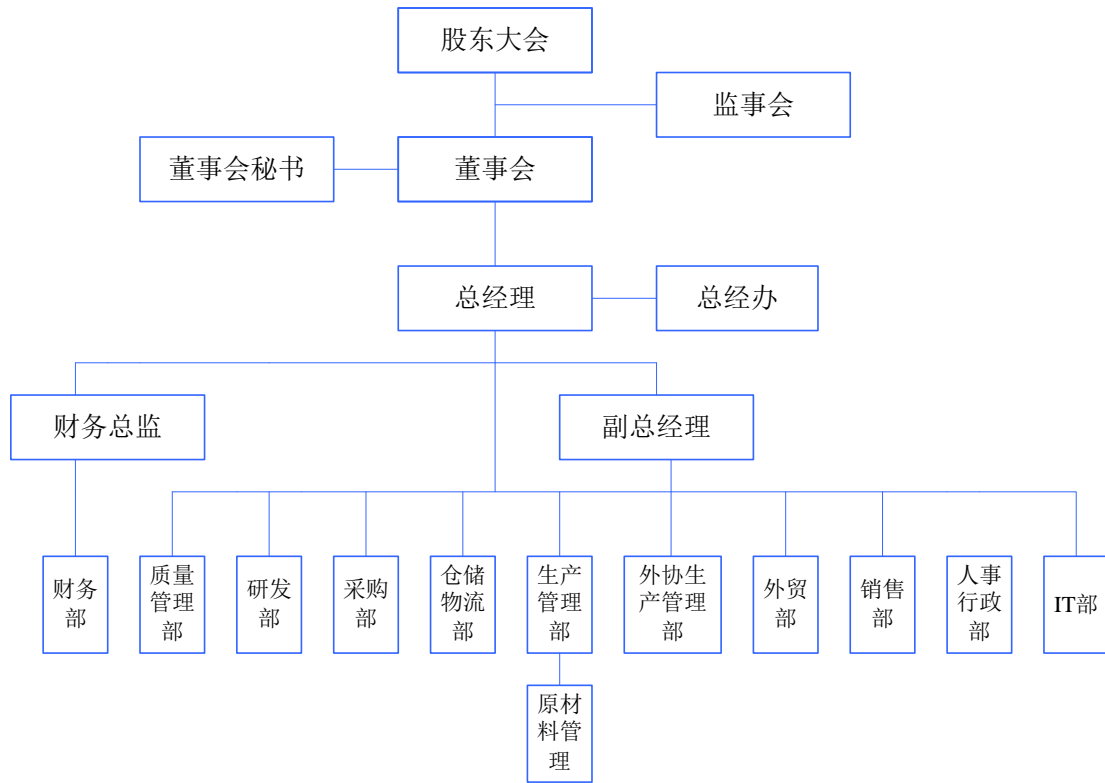 股东大会
监事会
董事会秘书
董事会
总经理
总经办
财务总监
副总经理
财务
部
质量
管理
部
研发
部
采购
部
仓储
物流
部
生产
管理
部
外协生
产管理
部
外贸
部
销售
部
人事
行政
部
IT部
原材
料管
理